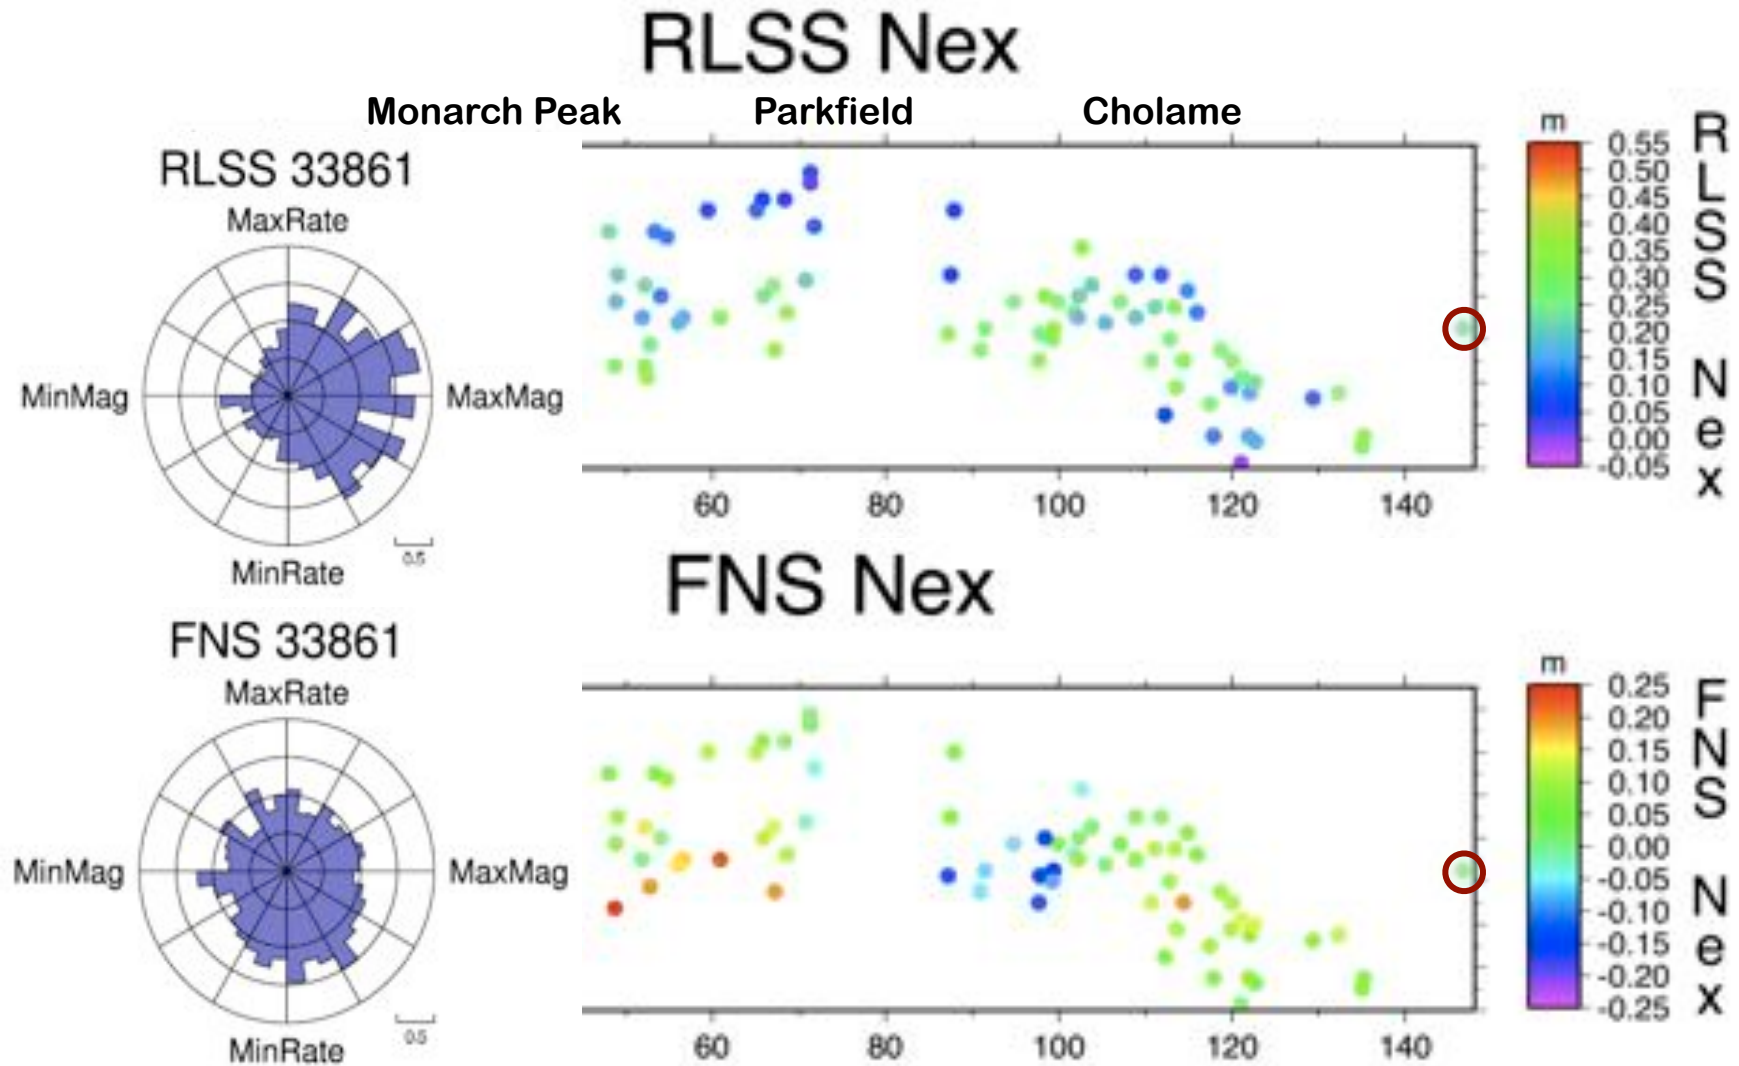 RLSS Nex
Monarch Peak Parkfield Cholame
RLSS 33861
MaxRate
MinMag
MaxMag
MinRate
0.5
60 80 100 120 140
m
0.55
0.50
0.45
0.40
0.35
0.30
0.25
0.20
0.15
0.10
0.05
0.00
-0.05
RLSS Nex
FNS Nex
FNS 33861
MaxRate
MinMag
MaxMag
MinRate
0.5
60 80 100 120 140
m
0.25
0.20
0.15
0.10
0.05
0.00
-0.05
-0.10
-0.15
-0.20
-0.25
FNS Nex